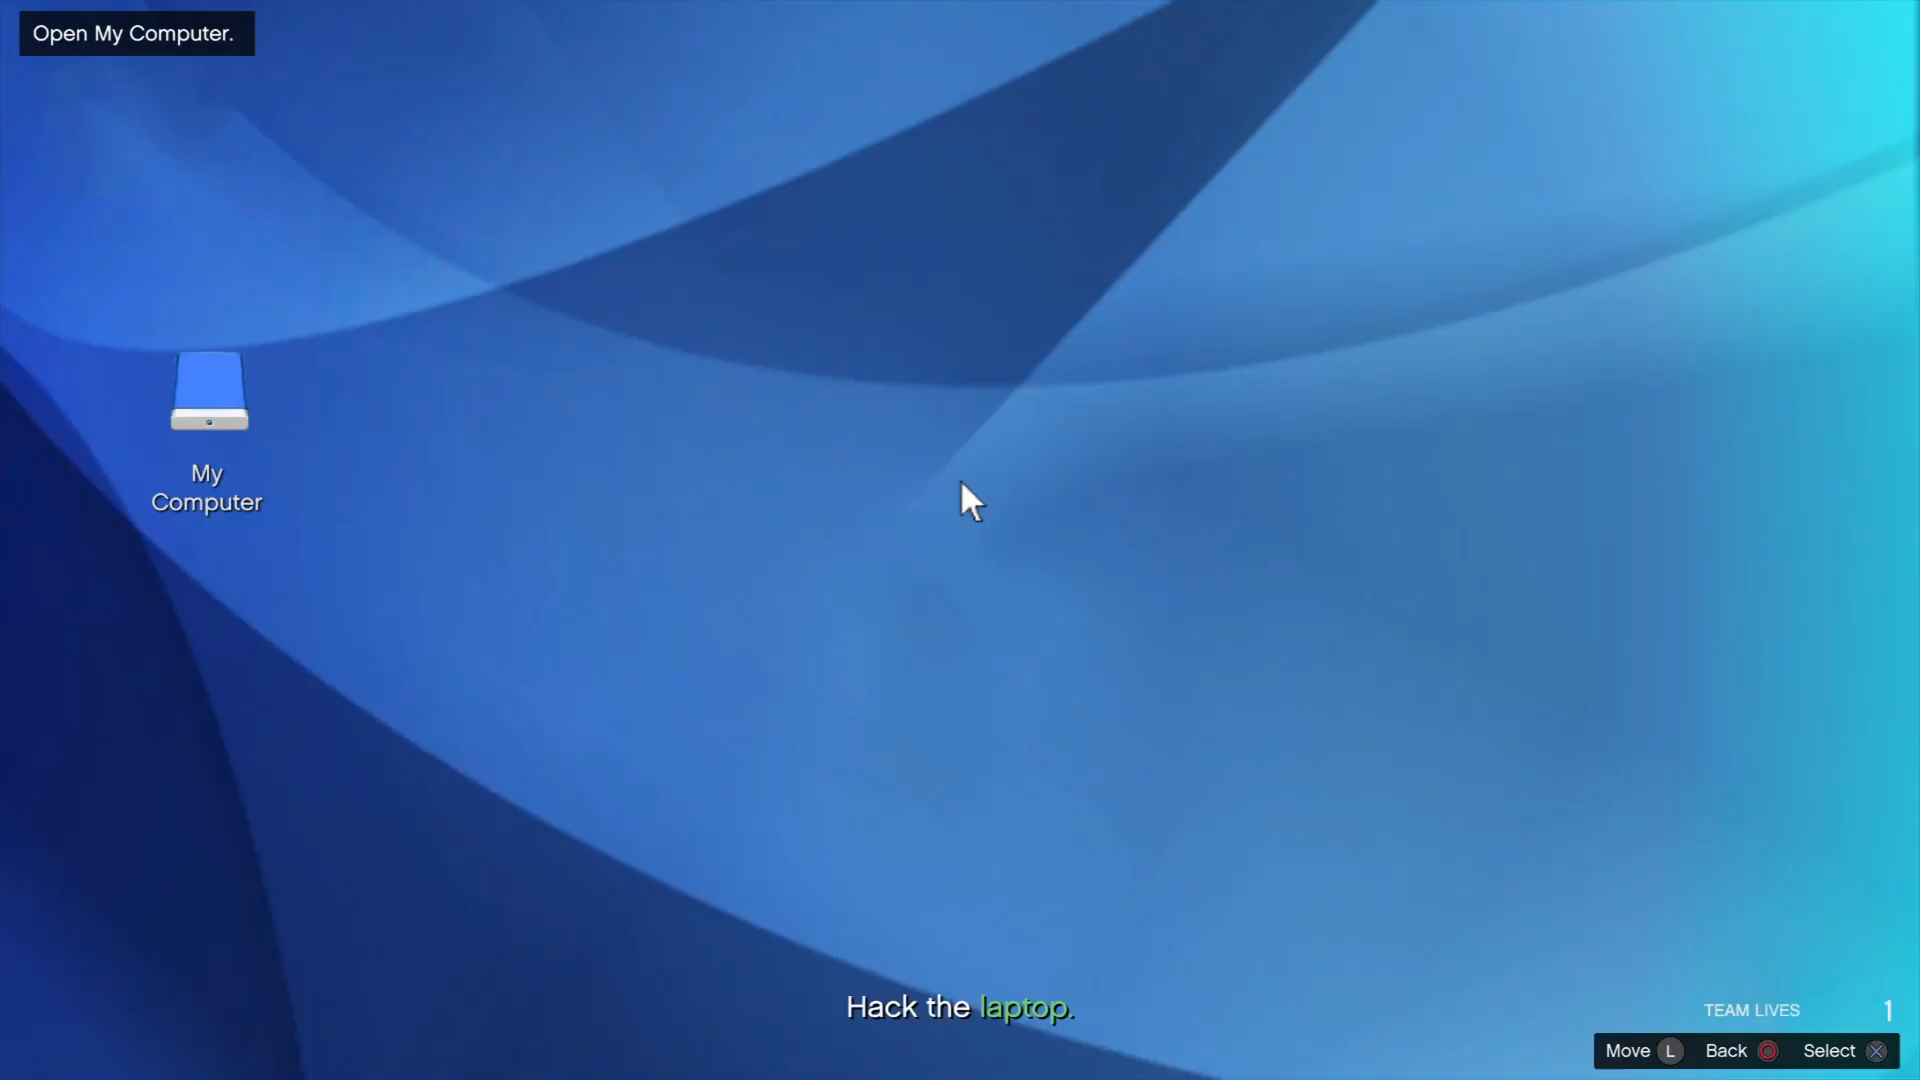 Open My Computer.
My
Computer
Hack the laptop.
TEAM LIVES 1
Move L Back Select